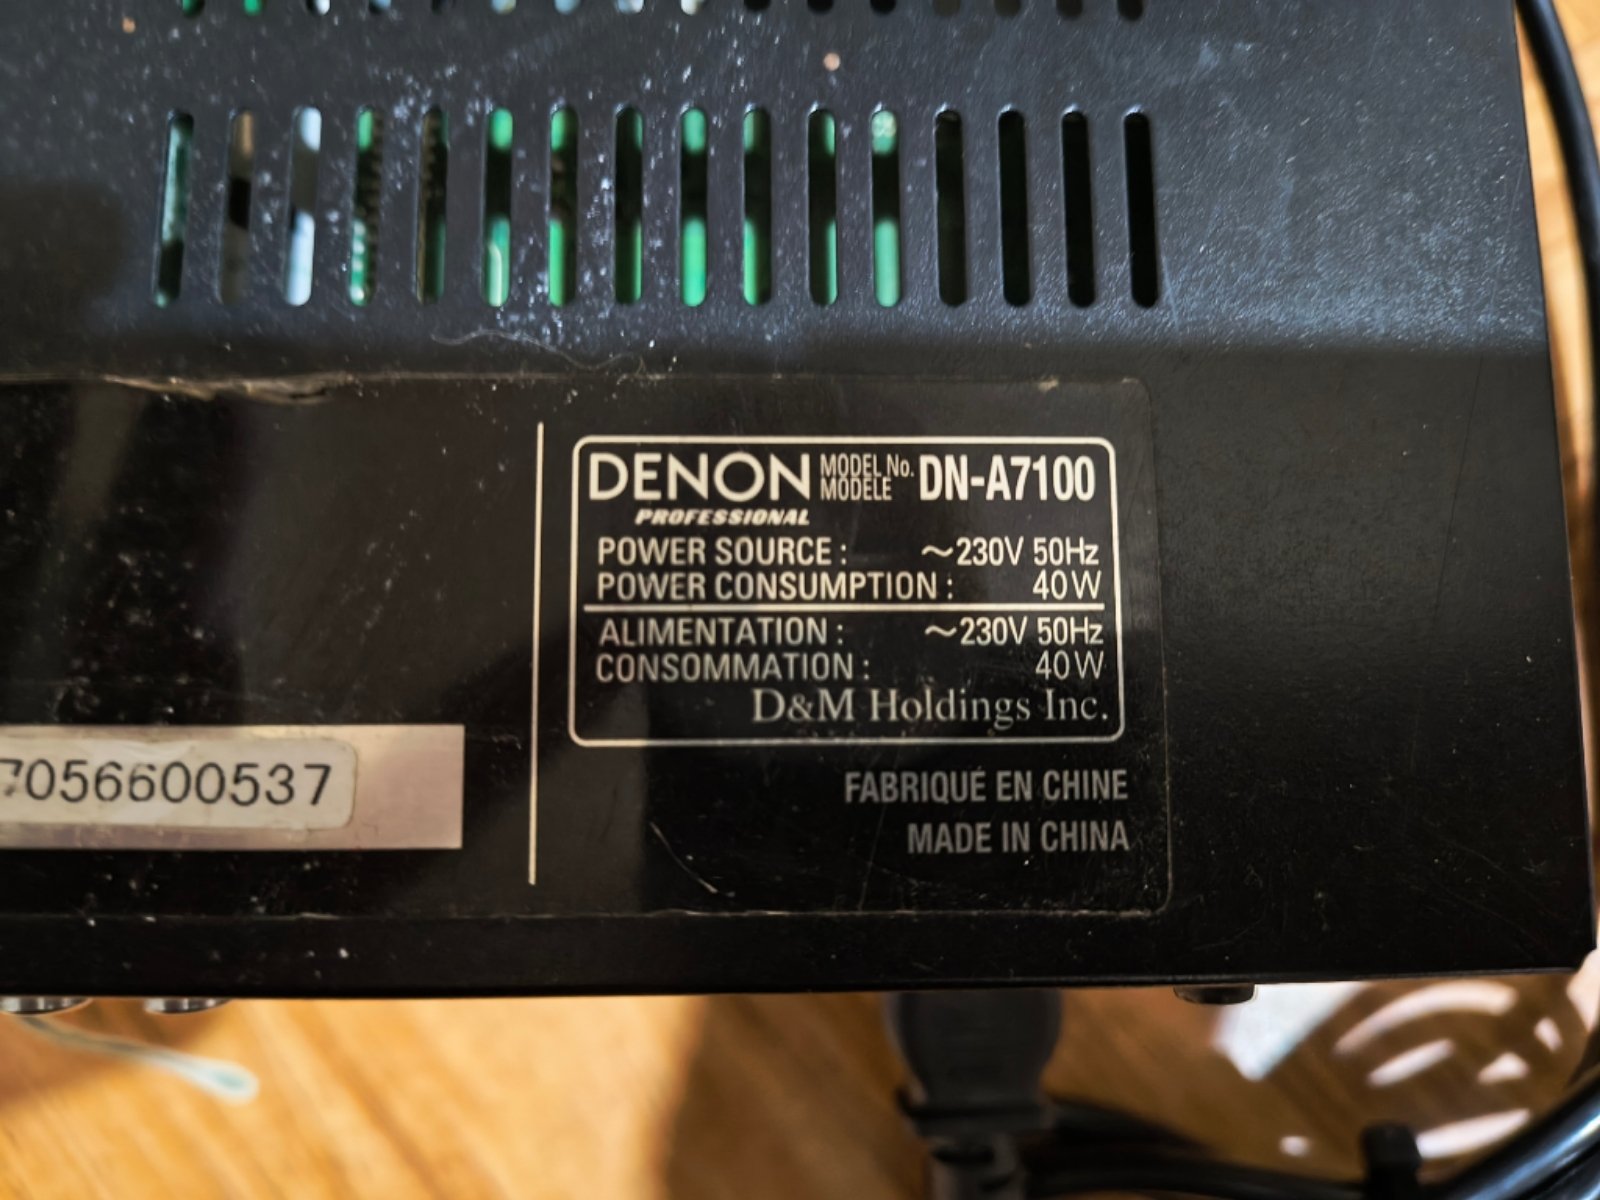 DENON MODEL No. DN-A7100
MODELE
PROFESSIONAL
POWER SOURCE : ~230V 50Hz
POWER CONSUMPTION : 40W
ALIMENTATION : ~230V 50Hz
CONSOMMATION : 40W
D&M Holdings Inc.
7056600537
FABRIQUÉ EN CHINE
MADE IN CHINA